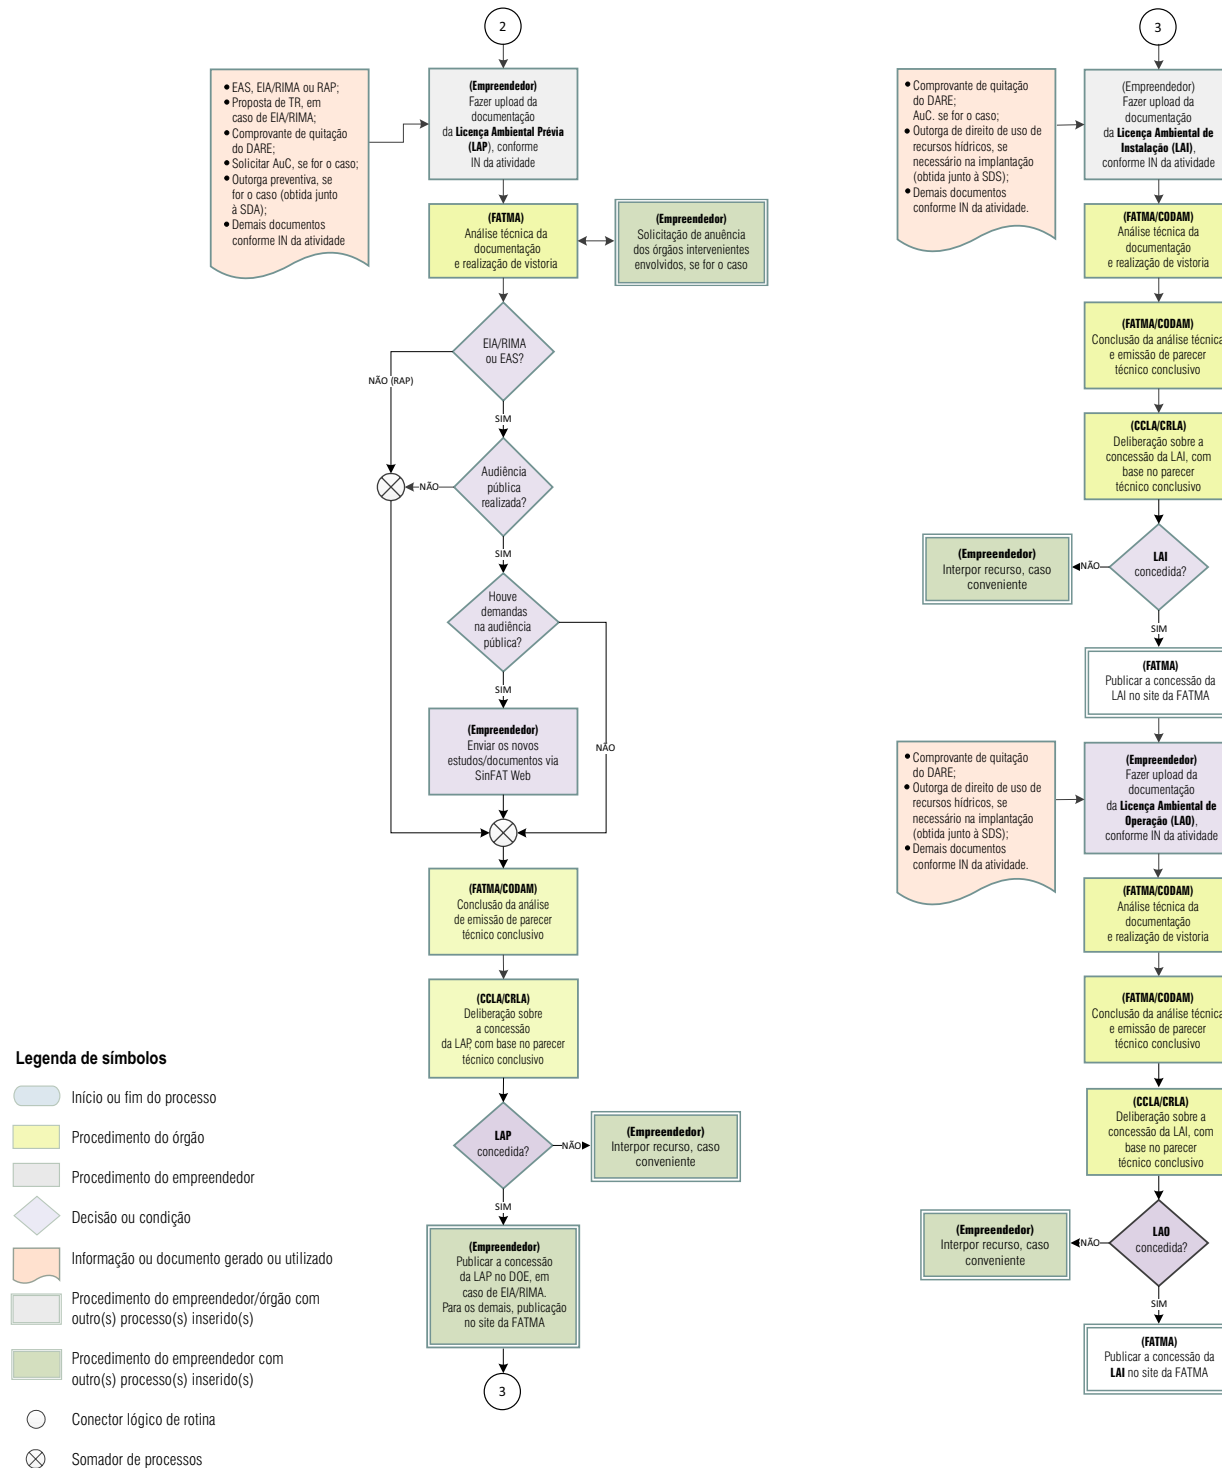 2
● EAS, EIA/RIMA ou RAP;
● Proposta de TR, em
caso de EIA/RIMA;
● Comprovante de quitação
do DARE;
● Solicitar AuC, se for o caso;
● Outorga preventiva, se
for o caso (obtida junto
à SDA);
● Demais documentos
conforme IN da atividade
(Empreendedor)
Fazer upload da
documentação
da Licença Ambiental Prévia
(LAP), conforme
IN da atividade
(FATMA)
Análise técnica da
documentação
e realização de vistoria
(Empreendedor)
Solicitação de anuência
dos órgãos intervenientes
envolvidos, se for o caso
EIA/RIMA
ou EAS?
NÃO (RAP)
SIM
Audiência
pública
realizada?
NÃO
SIM
Houve
demandas
na audiência
pública?
SIM
NÃO
(Empreendedor)
Enviar os novos
estudos/documentos via
SinFAT Web
(FATMA/CODAM)
Conclusão da análise
de emissão de parecer
técnico conclusivo
(CCLA/CRLA)
Deliberação sobre
a concessão
da LAP, com base no parecer
técnico conclusivo
LAP
concedida?
NÃO
(Empreendedor)
Interpor recurso, caso
conveniente
SIM
(Empreendedor)
Publicar a concessão
da LAP no DOE, em
caso de EIA/RIMA.
Para os demais, publicação
no site da FATMA
3
3
● Comprovante de quitação
do DARE;
AuC. se for o caso;
● Outorga de direito de uso de
recursos hídricos, se
necessário na implantação
(obtida junto à SDS);
● Demais documentos
conforme IN da atividade.
(Empreendedor)
Fazer upload da
documentação
da Licença Ambiental de
Instalação (LAI),
conforme IN da atividade
(FATMA/CODAM)
Análise técnica da
documentação
e realização de vistoria
(FATMA/CODAM)
Conclusão da análise técnica
e emissão de parecer
técnico conclusivo
(CCLA/CRLA)
Deliberação sobre a
concessão da LAI, com
base no parecer
técnico conclusivo
LAI
concedida?
NÃO
(Empreendedor)
Interpor recurso, caso
conveniente
SIM
(FATMA)
Publicar a concessão da
LAI no site da FATMA
● Comprovante de quitação
do DARE;
● Outorga de direito de uso de
recursos hídricos, se
necessário na implantação
(obtida junto à SDS);
● Demais documentos
conforme IN da atividade.
(Empreendedor)
Fazer upload da
documentação
da Licença Ambiental de
Operação (LAO),
conforme IN da atividade
(FATMA/CODAM)
Análise técnica da
documentação
e realização de vistoria
(FATMA/CODAM)
Conclusão da análise técnica
e emissão de parecer
técnico conclusivo
(CCLA/CRLA)
Deliberação sobre a
concessão da LAI, com
base no parecer
técnico conclusivo
LAO
concedida?
NÃO
(Empreendedor)
Interpor recurso, caso
conveniente
SIM
(FATMA)
Publicar a concessão da
LAI no site da FATMA
Legenda de símbolos
Início ou fim do processo
Procedimento do órgão
Procedimento do empreendedor
Decisão ou condição
Informação ou documento gerado ou utilizado
Procedimento do empreendedor/órgão com
outro(s) processo(s) inserido(s)
Procedimento do empreendedor com
outro(s) processo(s) inserido(s)
Conector lógico de rotina
Somador de processos